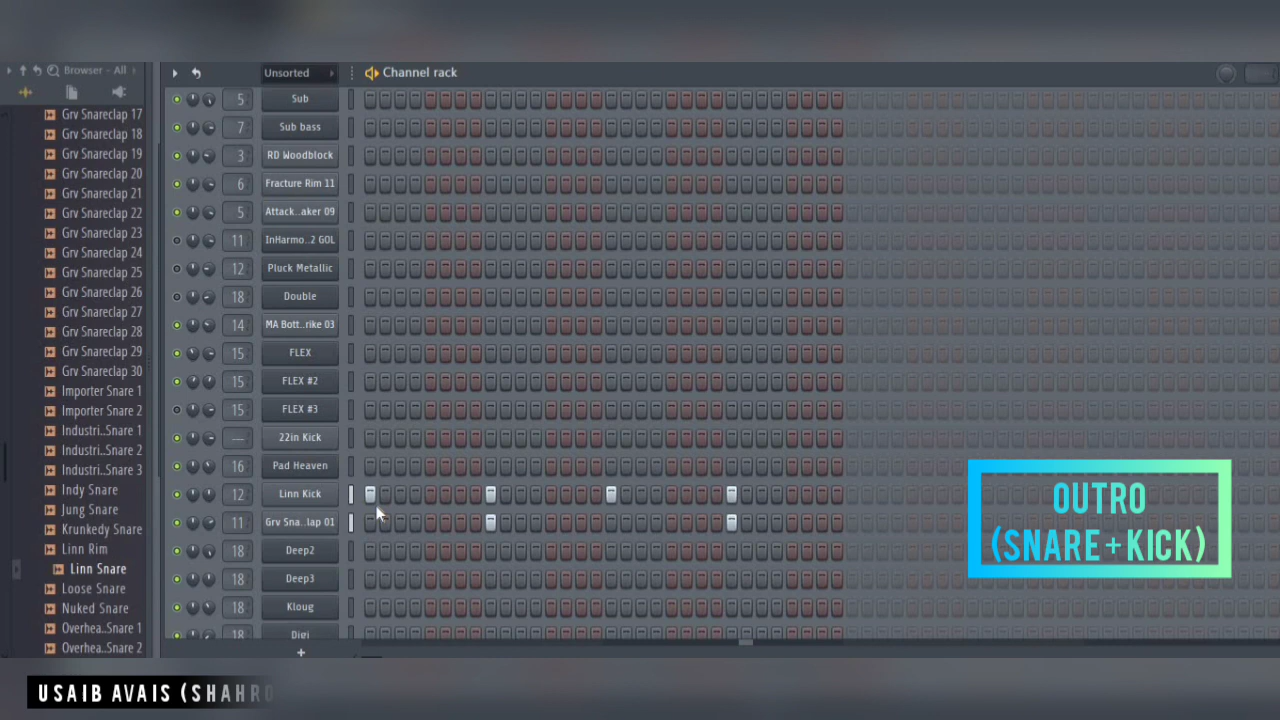 Browser - All
Unsorted
Channel rack
Grv Snareclap 17
Grv Snareclap 18
Grv Snareclap 19
Grv Snareclap 20
Grv Snareclap 21
Grv Snareclap 22
Grv Snareclap 23
Grv Snareclap 24
Grv Snareclap 25
Grv Snareclap 26
Grv Snareclap 27
Grv Snareclap 28
Grv Snareclap 29
Grv Snareclap 30
Importer Snare 1
Importer Snare 2
Industri..Snare 1
Industri..Snare 2
Industri..Snare 3
Indy Snare
Jung Snare
Krunkedy Snare
Linn Rim
Linn Snare
Loose Snare
Nuked Snare
Overhea..Snare 1
Overhea..Snare 2
5 Sub
7 Sub bass
3 RD Woodblock
6 Fracture Rim 11
5 Attack..aker 09
11 InHarmo..2 GOL
12 Pluck Metallic
18 Double
14 MA Bott..rike 03
15 FLEX
15 FLEX #2
15 FLEX #3
--- 22in Kick
16 Pad Heaven
12 Linn Kick
11 Grv Sna..lap 01
18 Deep2
18 Deep3
18 Kloug
18 Digi
+
OUTRO
(SNARE+KICK)
USAIB AVAIS (SHAHRO